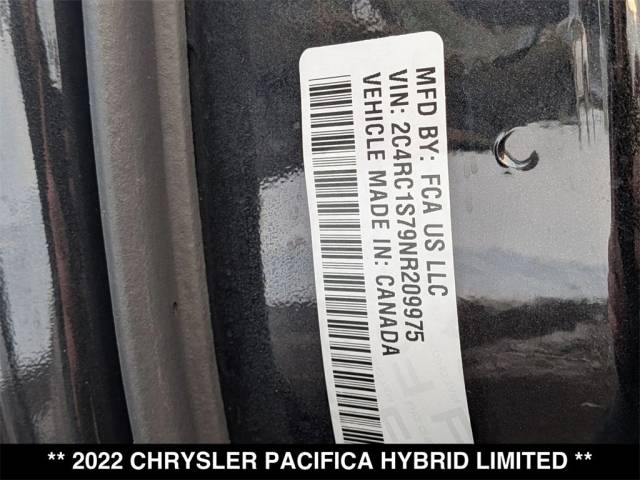 MFD BY: FCA US LLC
VIN: 2C4RC1S79NR209975
VEHICLE MADE IN: CANADA
** 2022 CHRYSLER PACIFICA HYBRID LIMITED **